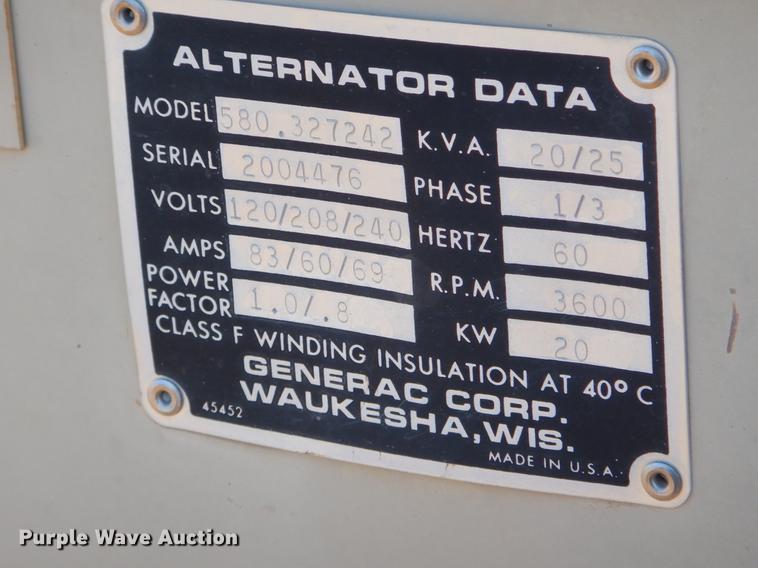 ALTERNATOR DATA
MODEL 580.327242 K.V.A. 20/25
SERIAL 2004476 PHASE 1/3
VOLTS 120/208/240 HERTZ 60
AMPS 83/60/69 R.P.M. 3600
POWER FACTOR 1.0/.8 KW 20
CLASS F WINDING INSULATION AT 40° C
GENERAC CORP.
WAUKESHA, WIS.
45452 MADE IN U.S.A.
Purple Wave Auction